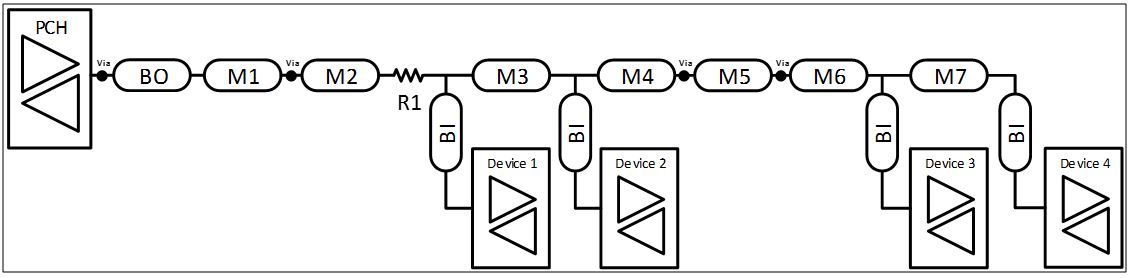 PCH
Via
BO
M1
Via
M2
R1
M3
M4
Via
M5
Via
M6
M7
BI
BI
BI
BI
Device 1
Device 2
Device 3
Device 4